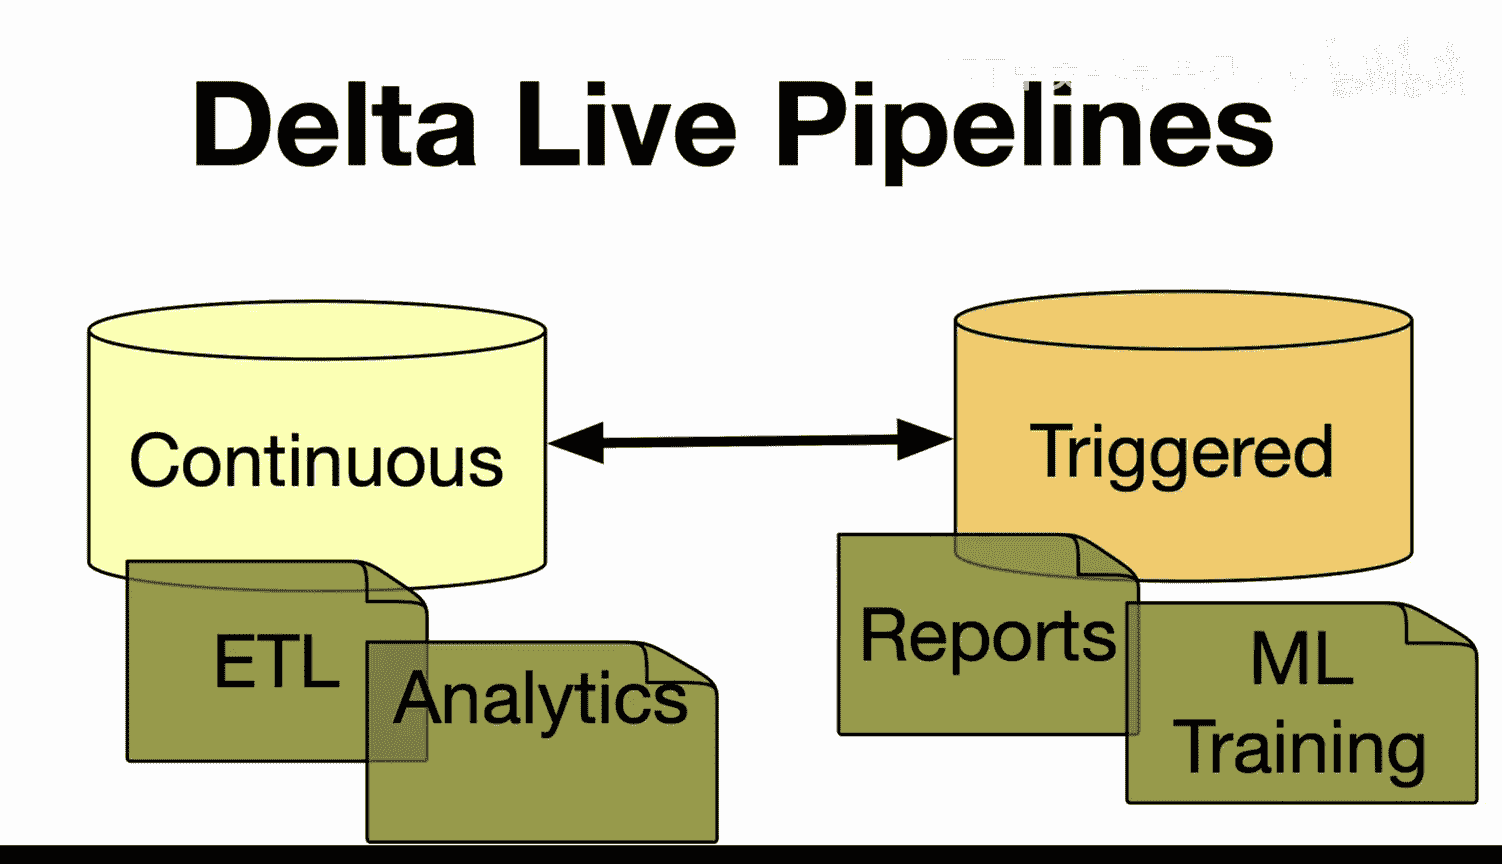 Delta Live Pipelines
Continuous
Triggered
ETL
Analytics
Reports
ML
Training